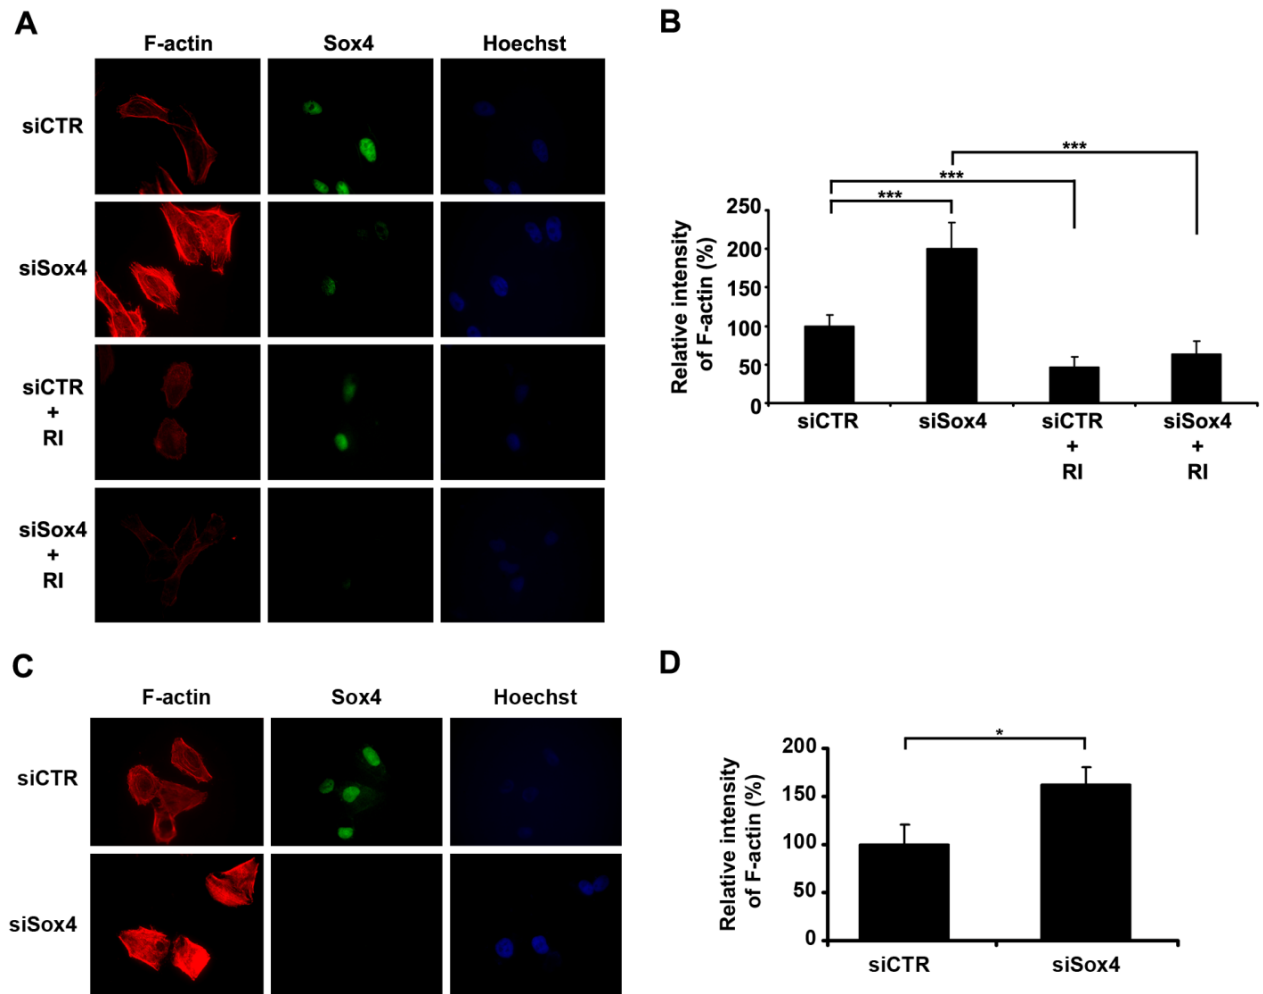 A
F-actin Sox4 Hoechst
siCTR
siSox4
siCTR
+
RI
siSox4
+
RI
B
Relative intensity
of F-actin (%)
250
200
150
100
50
0
***
***
***
siCTR siSox4 siCTR siSox4
+ +
RI RI
C
F-actin Sox4 Hoechst
siCTR
siSox4
D
Relative intensity
of F-actin (%)
200
150
100
50
0
*
siCTR siSox4